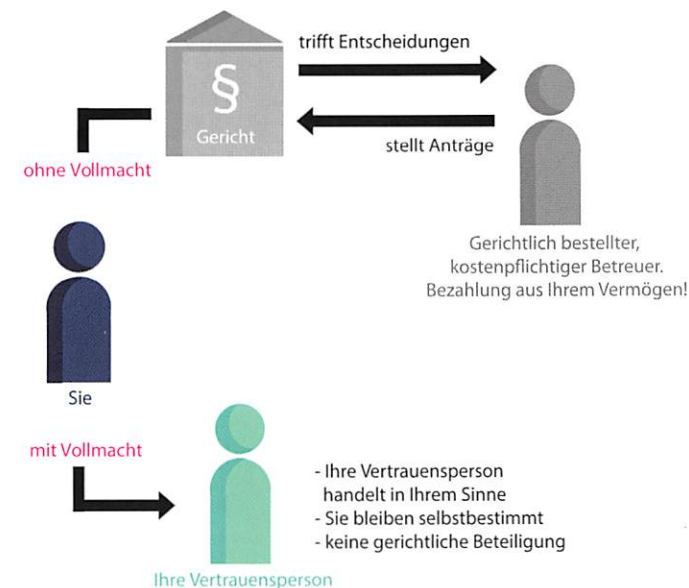 trifft Entscheidungen
§
Gericht
stellt Anträge
ohne Vollmacht
Gerichtlich bestellter,
kostenpflichtiger Betreuer.
Bezahlung aus Ihrem Vermögen!
Sie
mit Vollmacht
- Ihre Vertrauensperson
handelt in Ihrem Sinne
- Sie bleiben selbstbestimmt
- keine gerichtliche Beteiligung
Ihre Vertrauensperson